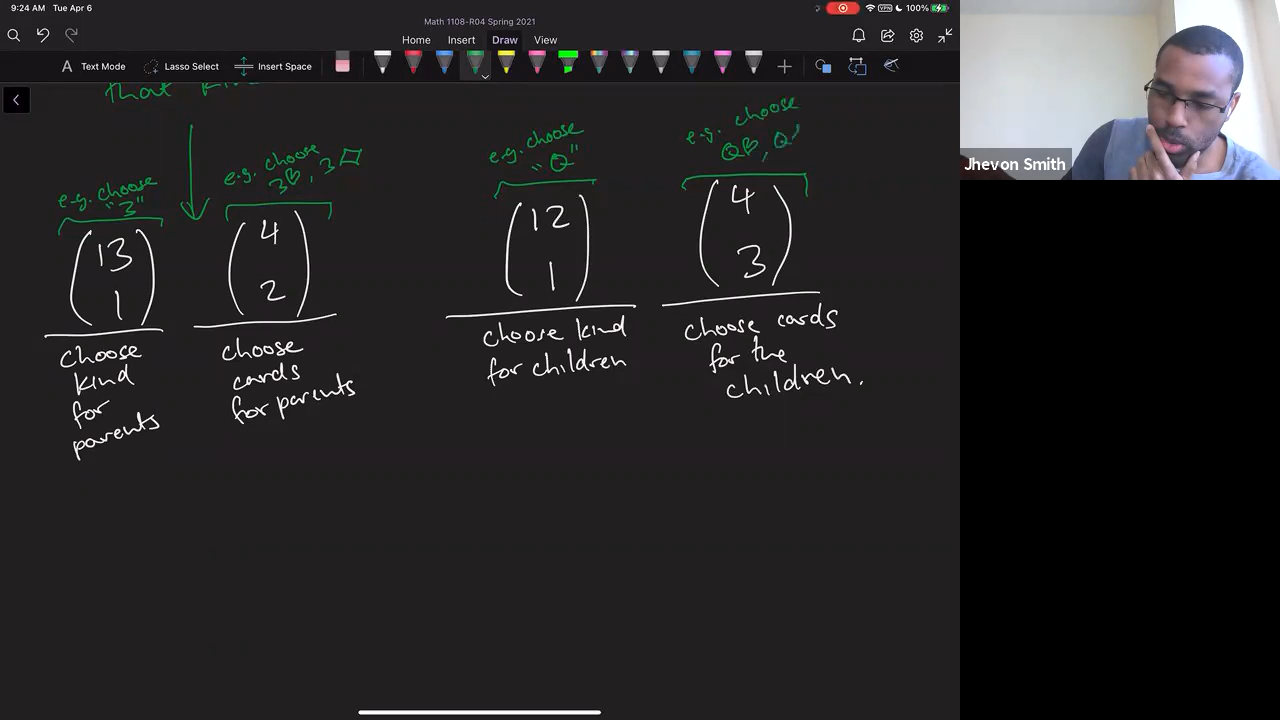 9:24 AM Tue Apr 6
100%
VPN
Math 1108-R04 Spring 2021
Home Insert Draw View
Text Mode Lasso Select Insert Space
that
e.g. choose
"3"
(13
1)
choose
kind
for
parents
e.g. choose
3♡, 3◇
(4
2)
choose
cards
for parents
e.g. choose
"Q"
(12
1)
choose kind
for children
e.g. choose
Q♡, Q
(4
3)
choose cards
for the
children.
Jhevon Smith